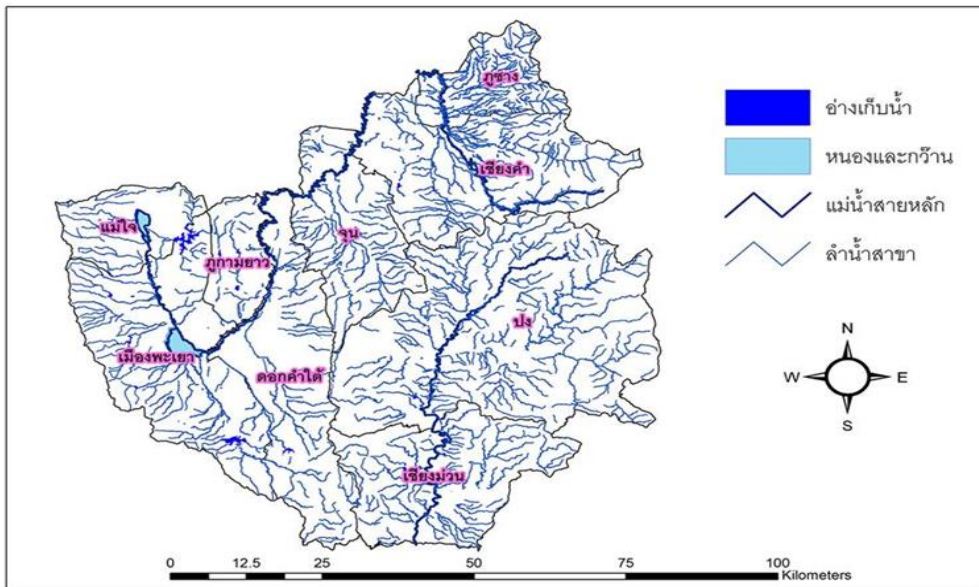 ภูซาง
เชียงคำ
แม่ใจ
ภูกามยาว
จุน
ปง
เมืองพะเยา
ดอกคำใต้
เชียงม่วน
อ่างเก็บน้ำ
หนองและกว๊าน
แม่น้ำสายหลัก
ลำน้ำสาขา
N
W E
S
0 12.5 25 50 75 100
Kilometers